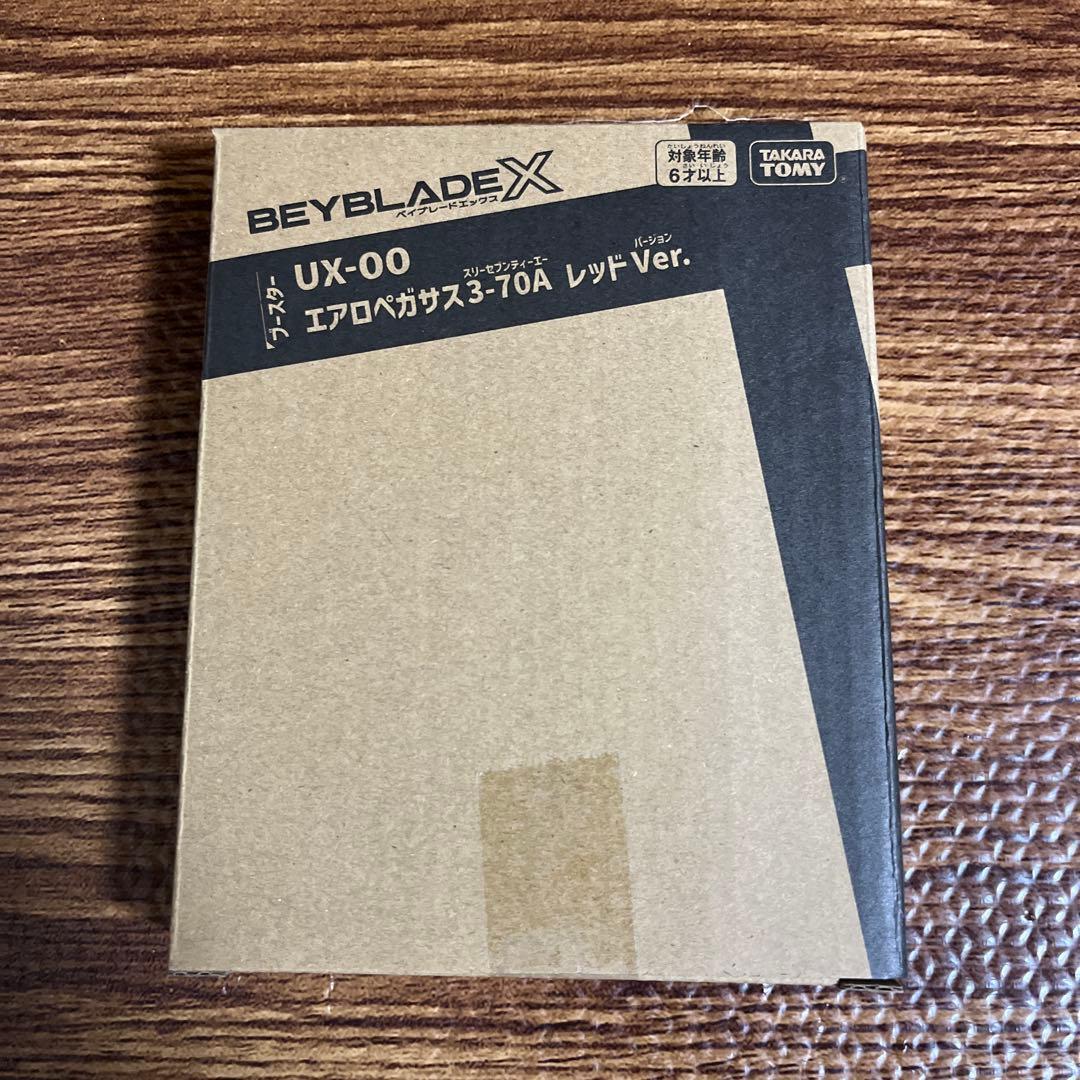 BEYBLADE X
ベイブレードエックス
たいしょうねんれい
対象年齢
さい いじょう
6才以上
TAKARA
TOMY
ブースター
UX-00
スリーセブンティーエー
バージョン
エアロペガサス3-70A レッドVer.